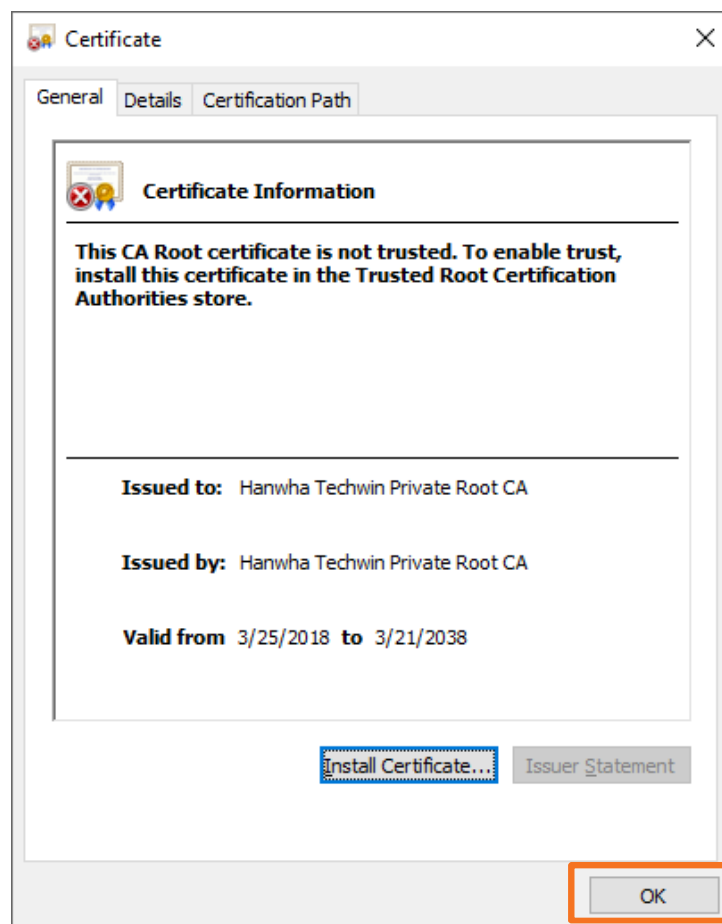 Certificate
General Details Certification Path
Certificate Information
This CA Root certificate is not trusted. To enable trust,
install this certificate in the Trusted Root Certification
Authorities store.
Issued to: Hanwha Techwin Private Root CA
Issued by: Hanwha Techwin Private Root CA
Valid from 3/25/2018 to 3/21/2038
Install Certificate... Issuer Statement
OK